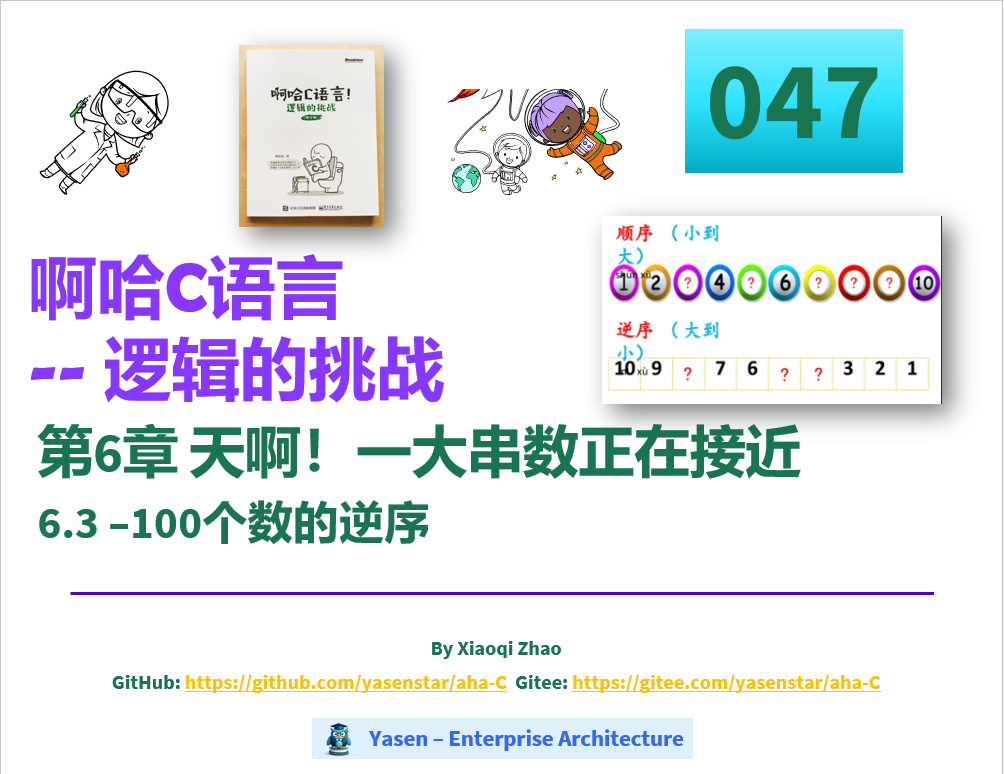 啊哈C语言！
逻辑的挑战
047
顺序 （小到
大）
shùn xù
1 2 ? 4 ? 6 ? ? ? 10
逆序 （大到
小）
xù
10 9 ? 7 6 ? ? 3 2 1
啊哈C语言
-- 逻辑的挑战
第6章 天啊！一大串数正在接近
6.3 –100个数的逆序
By Xiaoqi Zhao
GitHub: https://github.com/yasenstar/aha-C Gitee: https://gitee.com/yasenstar/aha-C
Yasen – Enterprise Architecture